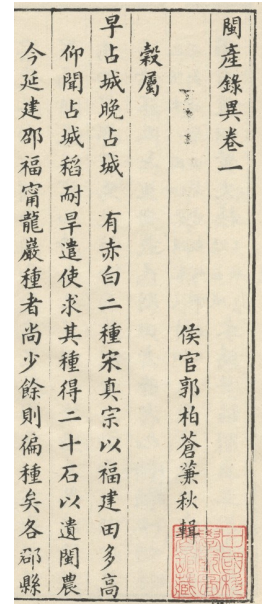 閩產錄異卷一
侯官郭柏蒼蒹秋輯
穀屬
早占城晚占城 有赤白二種宋真宗以福建田多高
仰聞占城稻耐旱遣使求其種得二十石以遺閩農
今延建邵福甯龍巖種者尚少餘則徧種矣各郡縣